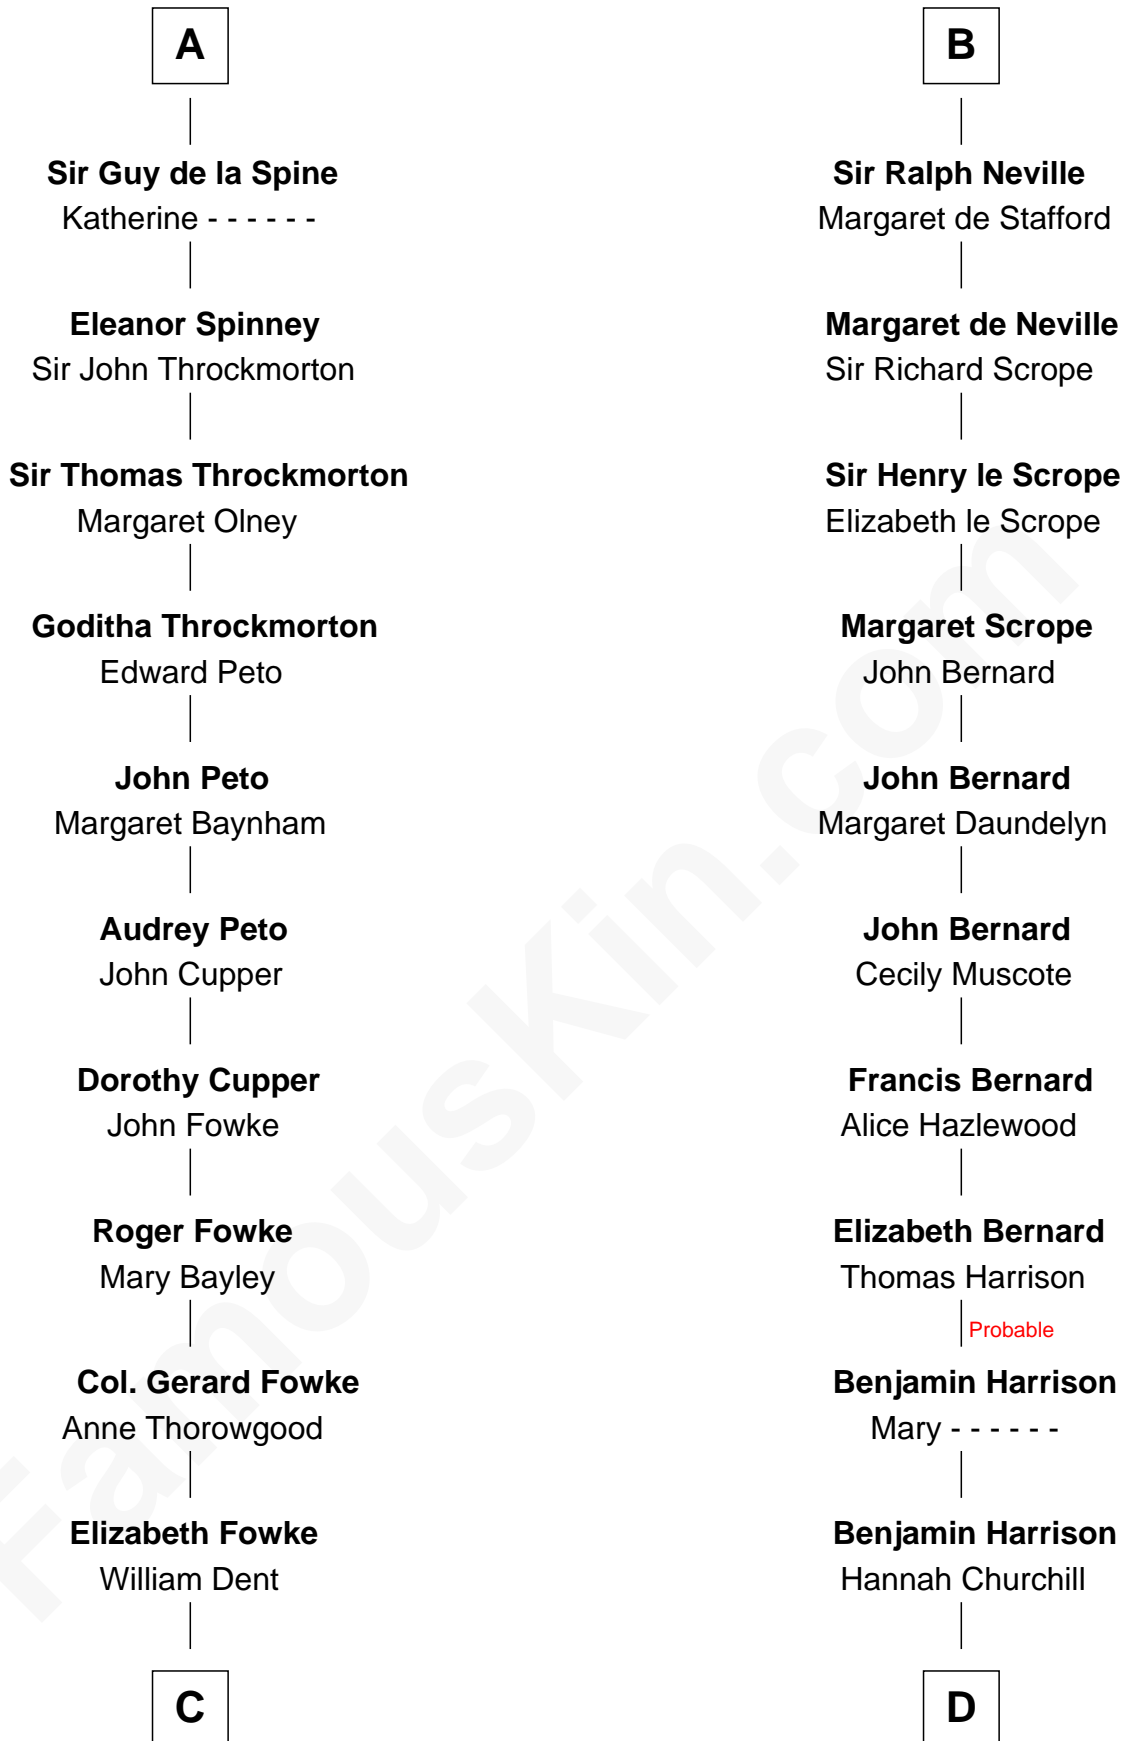 A
Sir Guy de la Spine
Katherine - - - - - -
Eleanor Spinney
Sir John Throckmorton
Sir Thomas Throckmorton
Margaret Olney
Goditha Throckmorton
Edward Peto
John Peto
Margaret Baynham
Audrey Peto
John Cupper
Dorothy Cupper
John Fowke
Roger Fowke
Mary Bayley
Col. Gerard Fowke
Anne Thorowgood
Elizabeth Fowke
William Dent
C
B
Sir Ralph Neville
Margaret de Stafford
Margaret de Neville
Sir Richard Scrope
Sir Henry le Scrope
Elizabeth le Scrope
Margaret Scrope
John Bernard
John Bernard
Margaret Daundelyn
John Bernard
Cecily Muscote
Francis Bernard
Alice Hazlewood
Elizabeth Bernard
Thomas Harrison
Probable
Benjamin Harrison
Mary - - - - - -
Benjamin Harrison
Hannah Churchill
D
FamousKin.com